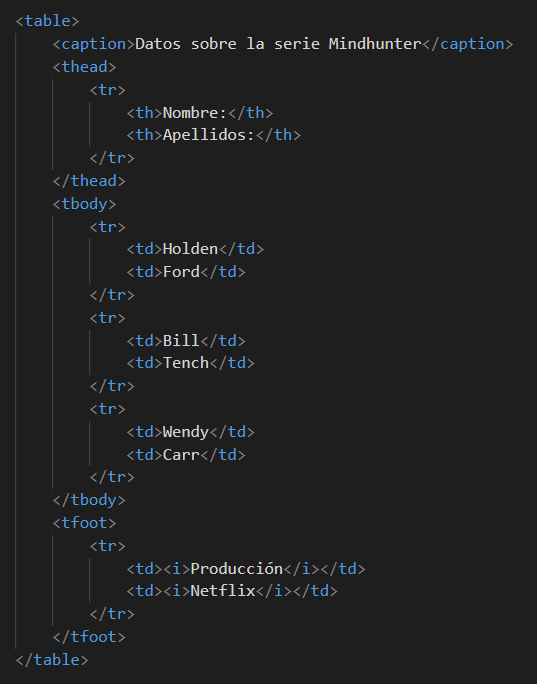 <table>
<caption>Datos sobre la serie Mindhunter</caption>
<thead>
<tr>
<th>Nombre:</th>
<th>Apellidos:</th>
</tr>
</thead>
<tbody>
<tr>
<td>Holden</td>
<td>Ford</td>
</tr>
<tr>
<td>Bill</td>
<td>Tench</td>
</tr>
<tr>
<td>Wendy</td>
<td>Carr</td>
</tr>
</tbody>
<tfoot>
<tr>
<td><i>Producción</i></td>
<td><i>Netflix</i></td>
</tr>
</tfoot>
</table>